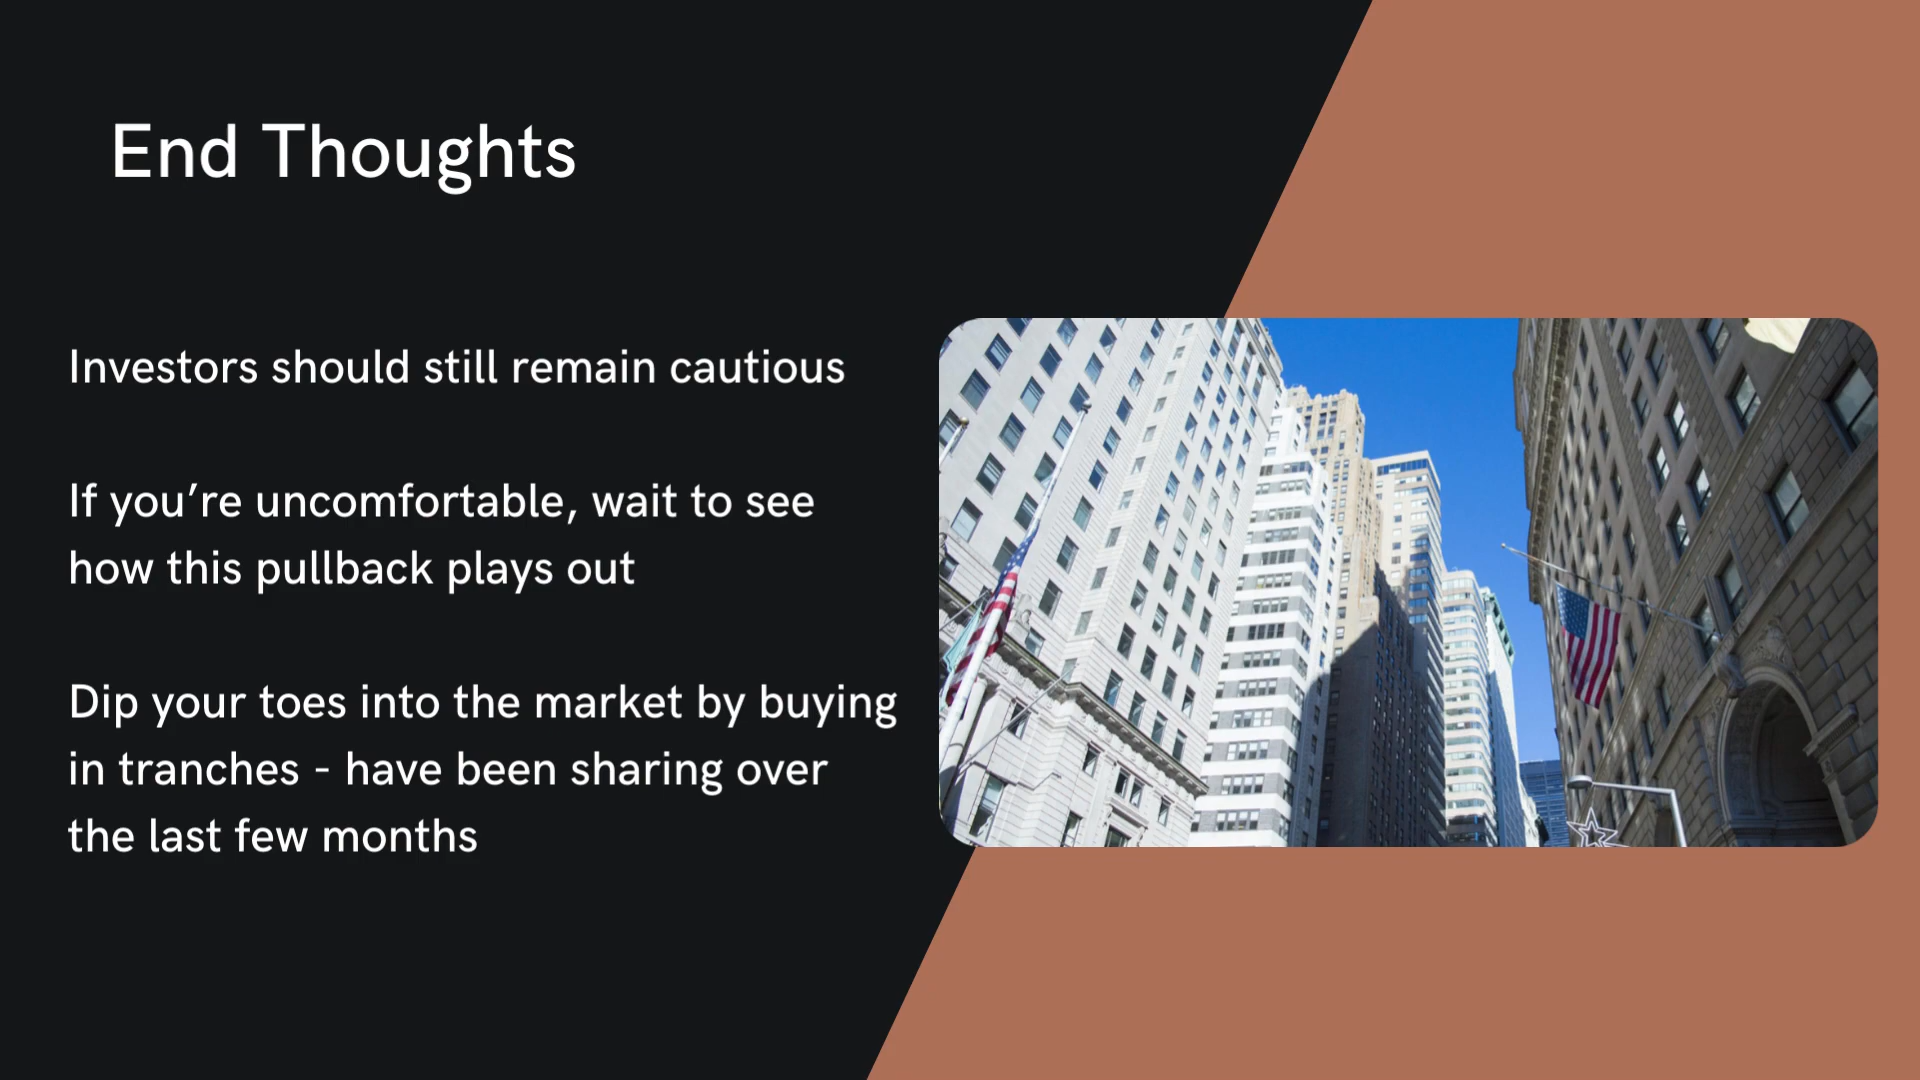 End Thoughts
Investors should still remain cautious
If you’re uncomfortable, wait to see
how this pullback plays out
Dip your toes into the market by buying
in tranches - have been sharing over
the last few months